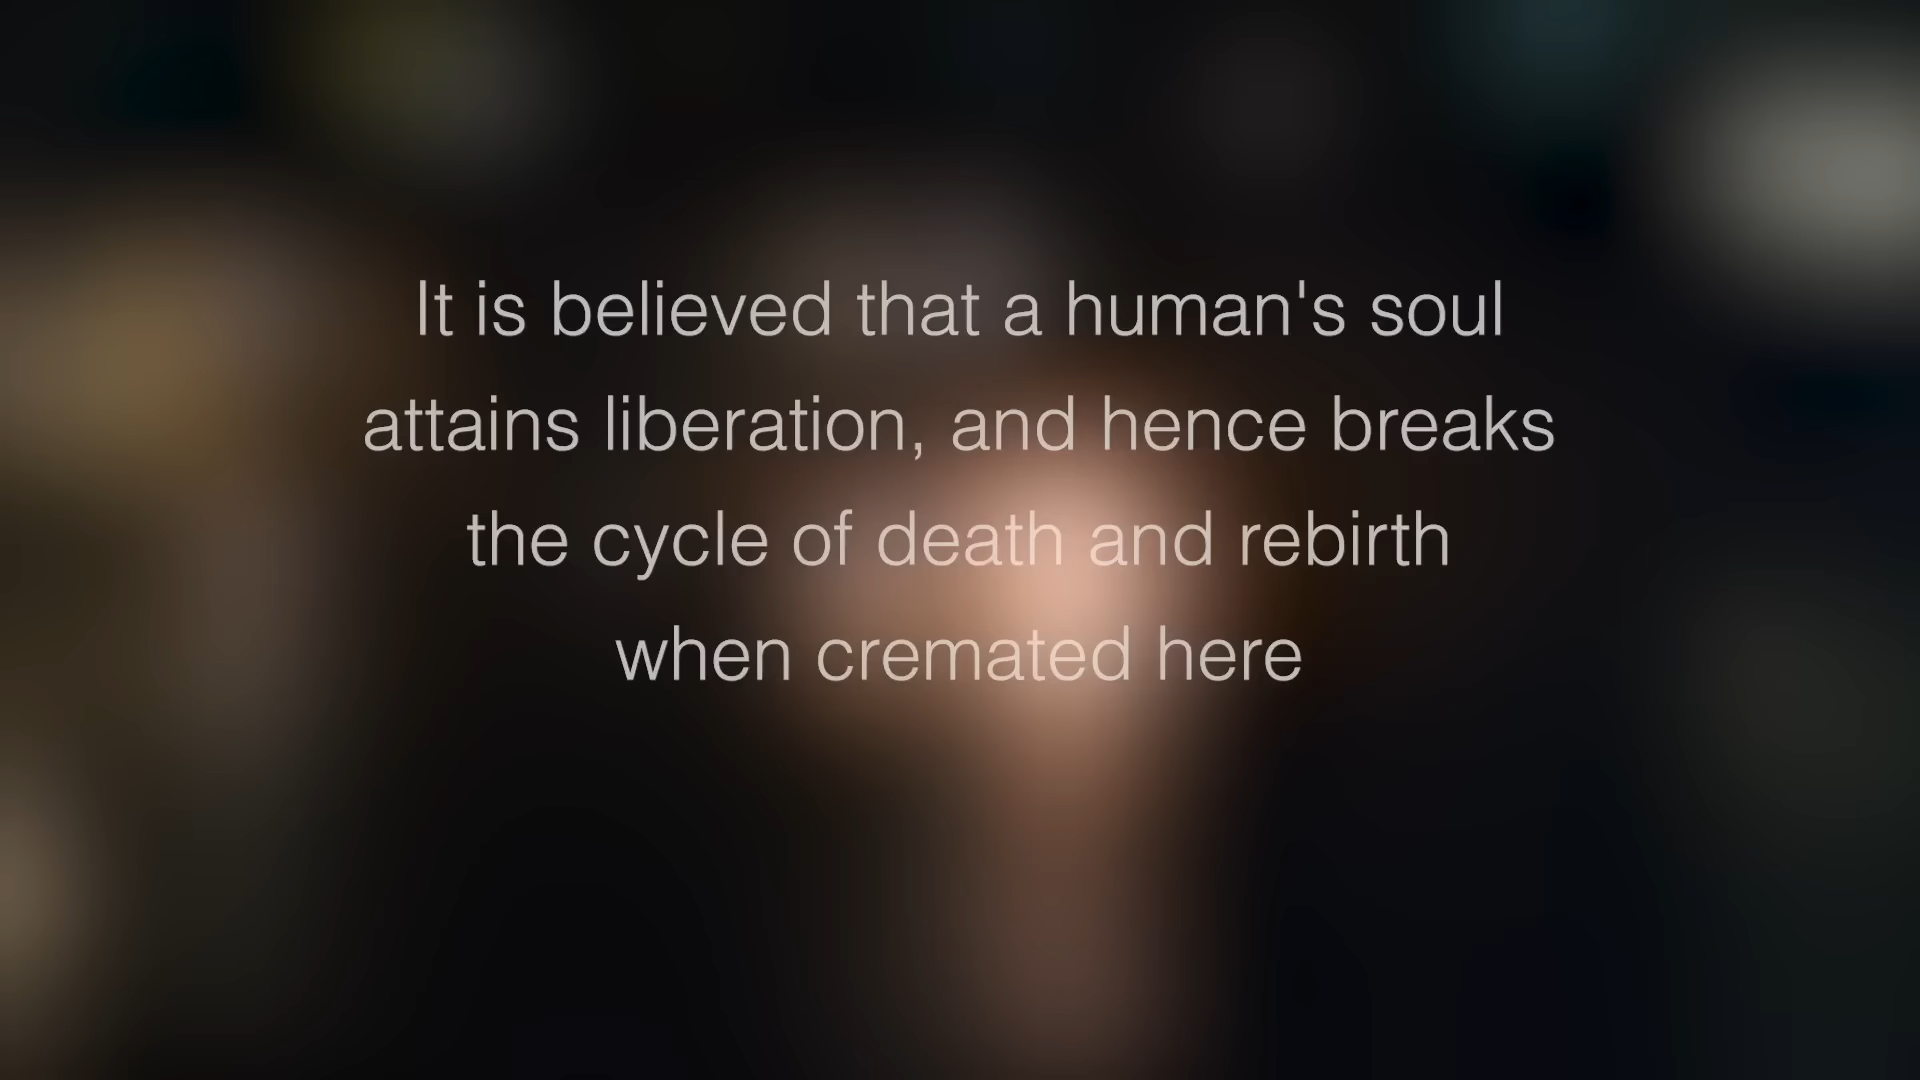 It is believed that a human's soul
attains liberation, and hence breaks
the cycle of death and rebirth
when cremated here